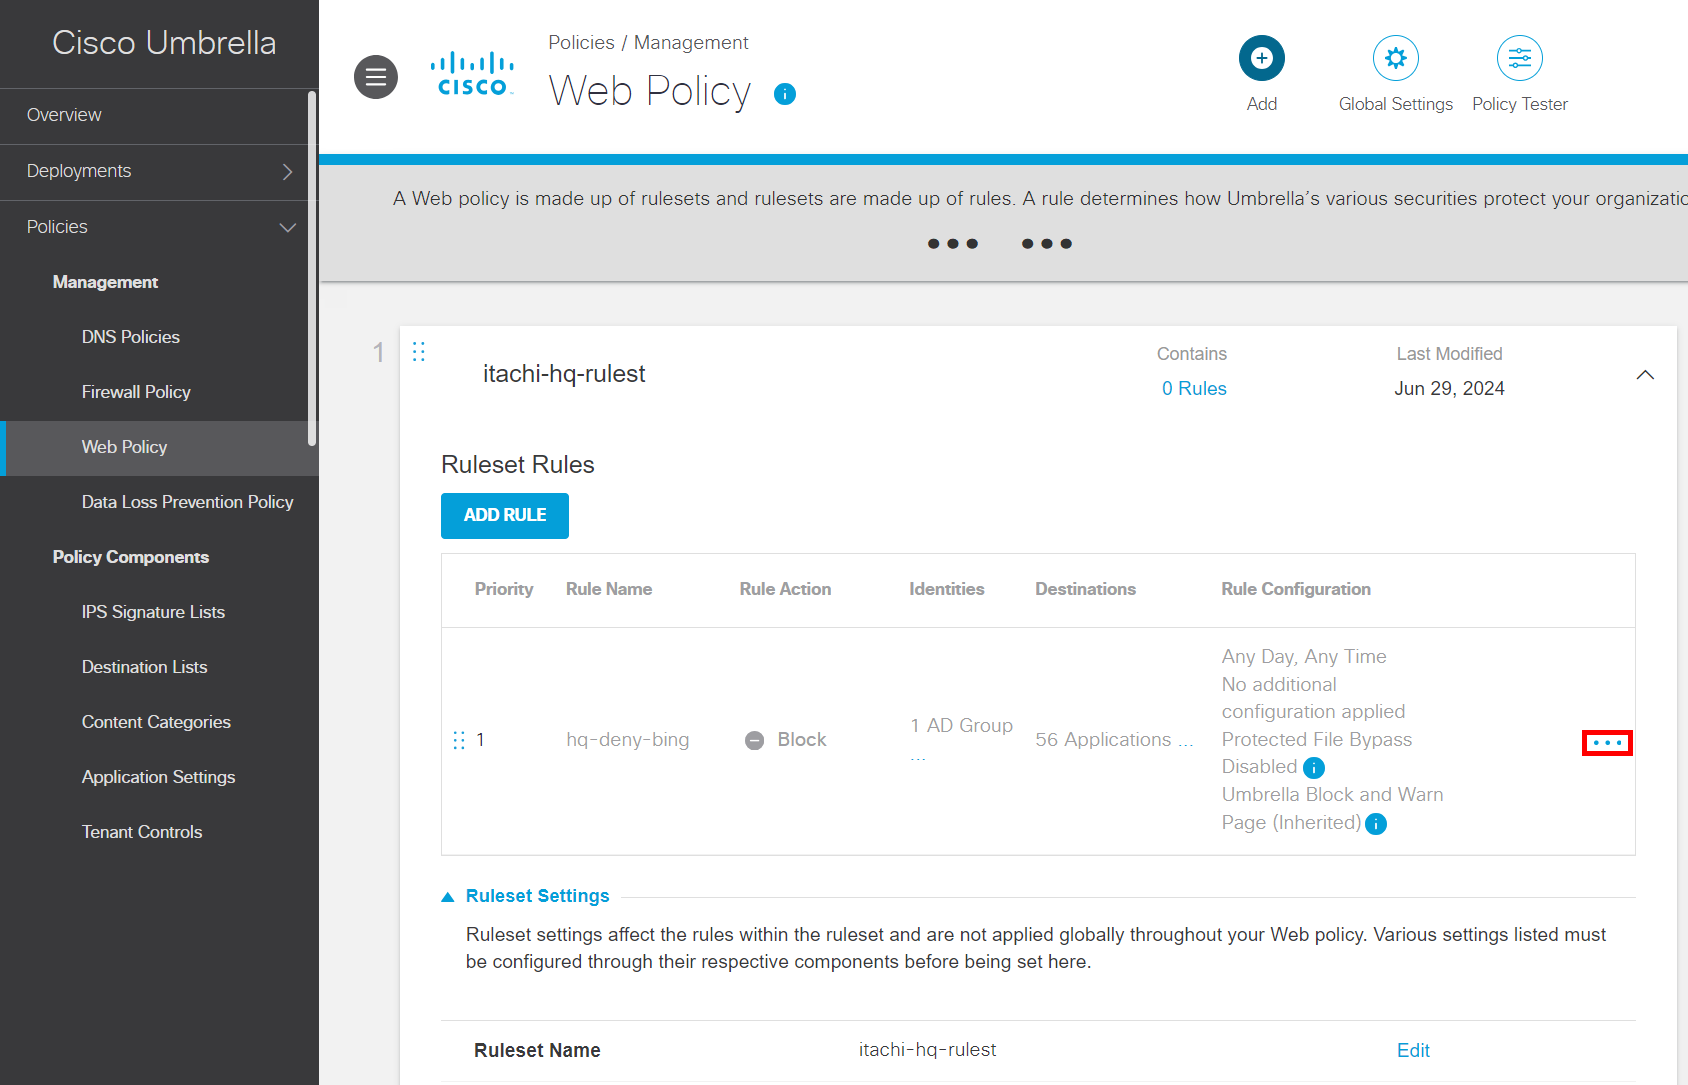 Cisco Umbrella
Overview
Deployments
Policies
Management
DNS Policies
Firewall Policy
Web Policy
Data Loss Prevention Policy
Policy Components
IPS Signature Lists
Destination Lists
Content Categories
Application Settings
Tenant Controls
CISCO
Policies / Management
Web Policy
Add
Global Settings
Policy Tester
A Web policy is made up of rulesets and rulesets are made up of rules. A rule determines how Umbrella's various securities protect your organizatio
1
itachi-hq-rulest
Contains
0 Rules
Last Modified
Jun 29, 2024
Ruleset Rules
ADD RULE
Priority Rule Name Rule Action Identities Destinations Rule Configuration
1 hq-deny-bing Block
1 AD Group
...
56 Applications ...
Any Day, Any Time
No additional
configuration applied
Protected File Bypass
Disabled
Umbrella Block and Warn
Page (Inherited)
Ruleset Settings
Ruleset settings affect the rules within the ruleset and are not applied globally throughout your Web policy. Various settings listed must
be configured through their respective components before being set here.
Ruleset Name itachi-hq-rulest Edit